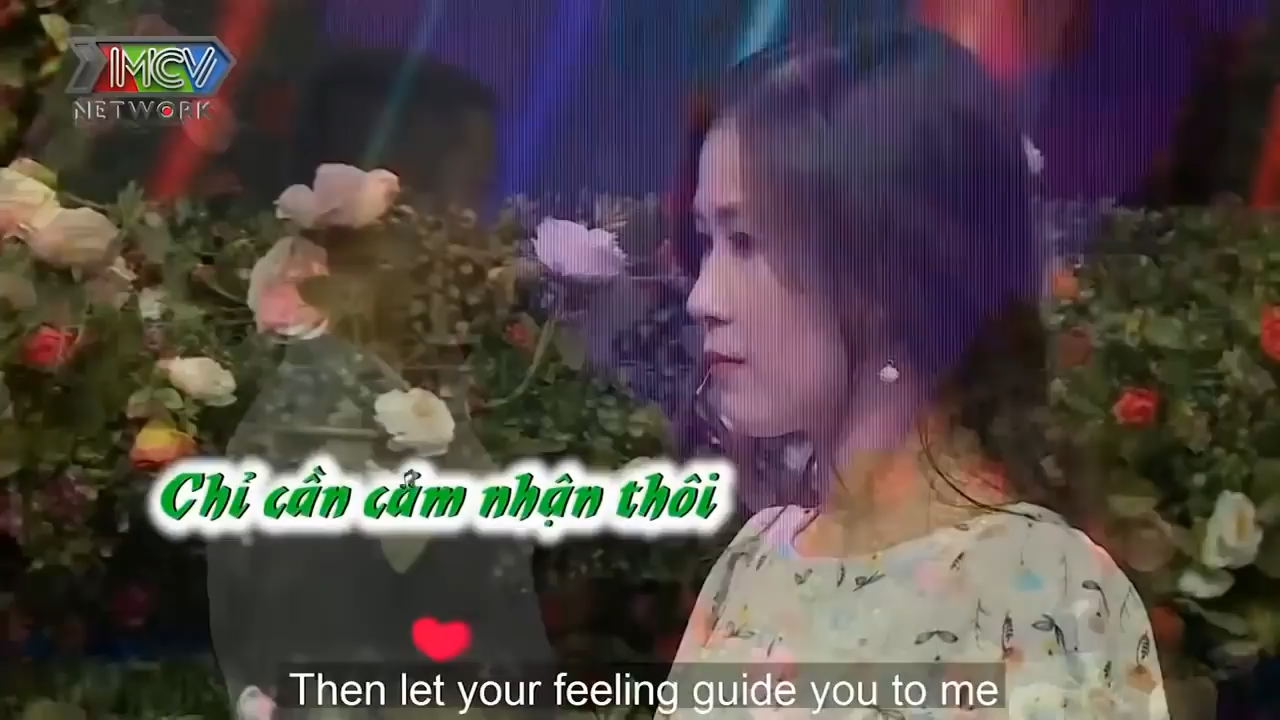 MCV
NETWORK
Chỉ cần cảm nhận thôi
Then let your feeling guide you to me